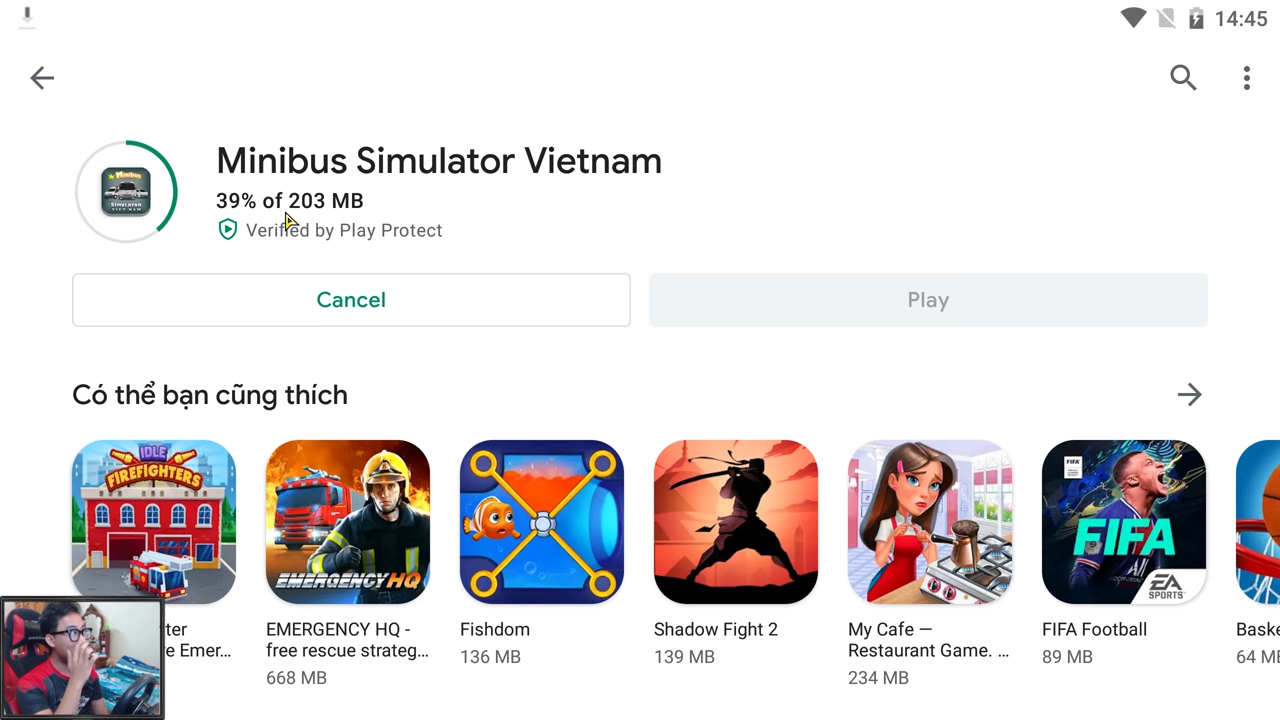 14:45
Minibus Simulator Vietnam
39% of 203 MB
Verified by Play Protect
Cancel
Play
Có thể bạn cũng thích
IDLE
FIREFIGHTERS
EMERGENCY HQ
FIFA
FIFA
EA
SPORTS
ter
e Emer...
EMERGENCY HQ -
free rescue strateg...
668 MB
Fishdom
136 MB
Shadow Fight 2
139 MB
My Cafe —
Restaurant Game. ...
234 MB
FIFA Football
89 MB
Baske
64 MB